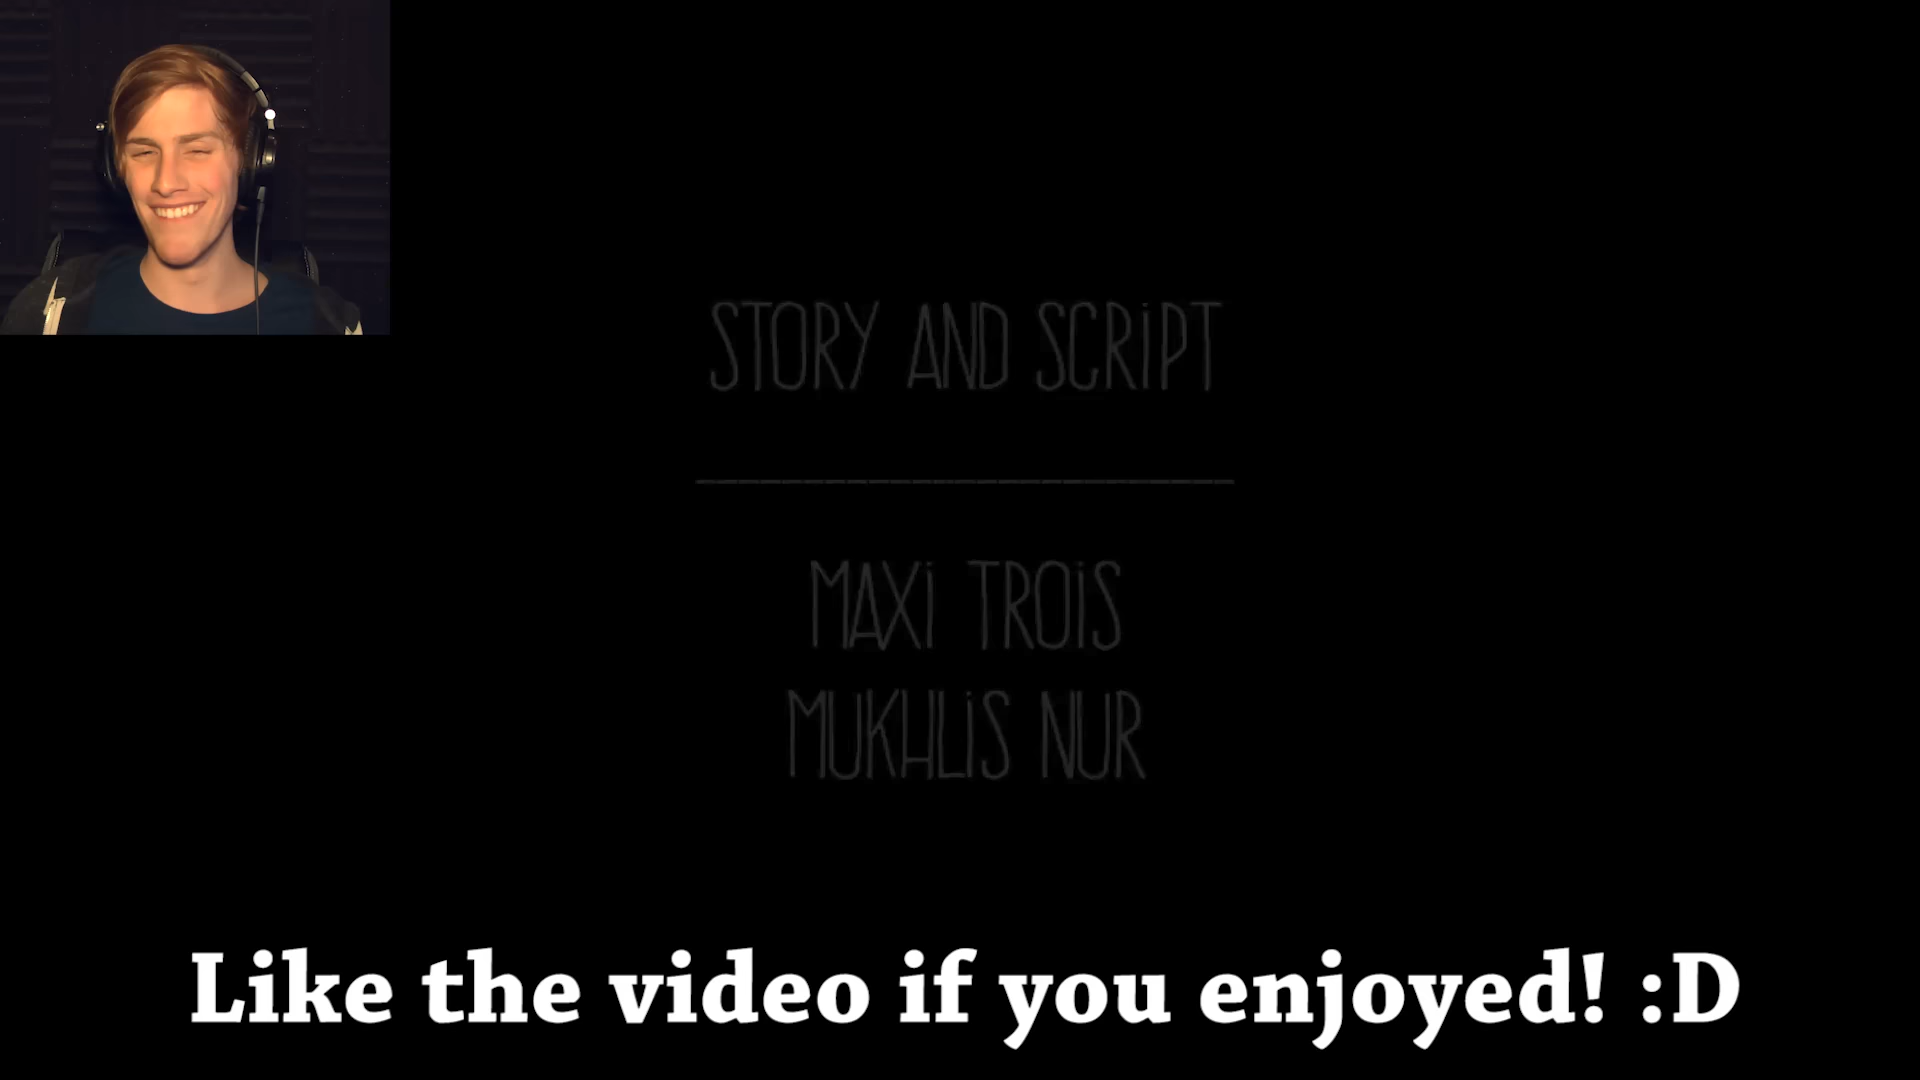 STORY AND SCRIPT
MAXI TROIS
MUKHLIS NUR
Like the video if you enjoyed! :D